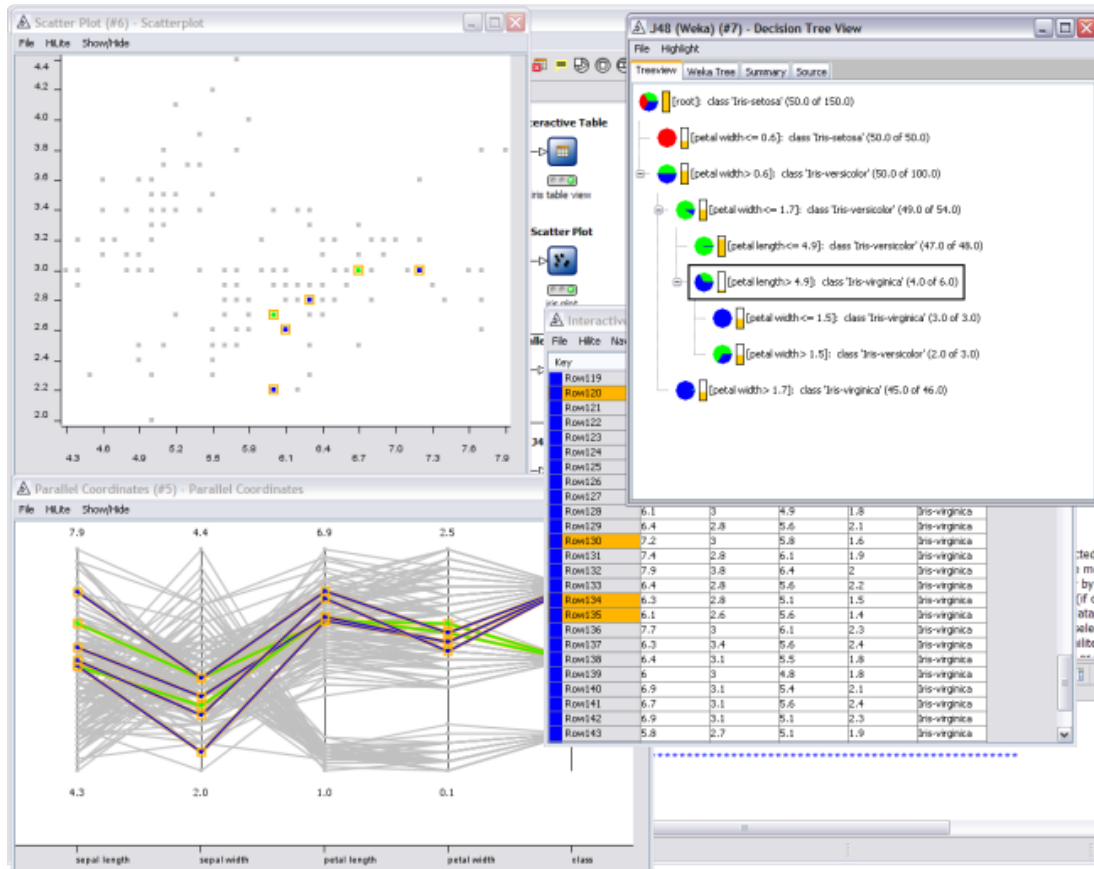 Scatter Plot (#6) - Scatterplot
File HiLite Show/Hide
4.4
4.2
4.0
3.8
3.6
3.4
3.2
3.0
2.8
2.6
2.4
2.2
2.0
4.3 4.6 4.9 5.2 5.5 5.8 6.1 6.4 6.7 7.0 7.3 7.6 7.9
iris table view
Scatter Plot
J48 (Weka) (#7) - Decision Tree View
File Highlight
Treeview Weka Tree Summary Source
[root]: class 'Iris-setosa' (50.0 of 150.0)
[petal width<= 0.6]: class 'Iris-setosa' (50.0 of 50.0)
[petal width> 0.6]: class 'Iris-versicolor' (50.0 of 100.0)
[petal width<= 1.7]: class 'Iris-versicolor' (49.0 of 54.0)
[petal length<= 4.9]: class 'Iris-versicolor' (47.0 of 48.0)
[petal length> 4.9]: class 'Iris-virginica' (4.0 of 6.0)
[petal width<= 1.5]: class 'Iris-virginica' (3.0 of 3.0)
[petal width> 1.5]: class 'Iris-versicolor' (2.0 of 3.0)
[petal width> 1.7]: class 'Iris-virginica' (45.0 of 46.0)
Interactive
File Hilite Nav
Key
Row119
Row120
Row121
Row122
Row123
Row124
Row125
Row126
Row127
Row128 6.1 3 4.9 1.8 Iris-virginica
Row129 6.4 2.8 5.6 2.1 Iris-virginica
Row130 7.2 3 5.8 1.6 Iris-virginica
Row131 7.4 2.8 6.1 1.9 Iris-virginica
Row132 7.9 3.8 6.4 2 Iris-virginica
Row133 6.4 2.8 5.6 2.2 Iris-virginica
Row134 6.3 2.8 5.1 1.5 Iris-virginica
Row135 6.1 2.6 5.6 1.4 Iris-virginica
Row136 7.7 3 6.1 2.3 Iris-virginica
Row137 6.3 3.4 5.6 2.4 Iris-virginica
Row138 6.4 3.1 5.5 1.8 Iris-virginica
Row139 6 3 4.8 1.8 Iris-virginica
Row140 6.9 3.1 5.4 2.1 Iris-virginica
Row141 6.7 3.1 5.6 2.4 Iris-virginica
Row142 6.9 3.1 5.1 2.3 Iris-virginica
Row143 5.8 2.7 5.1 1.9 Iris-virginica
Parallel Coordinates (#5) - Parallel Coordinates
File HiLite Show/Hide
7.9 4.4 6.9 2.5
4.3 2.0 1.0 0.1
sepal length sepal width petal length petal width class